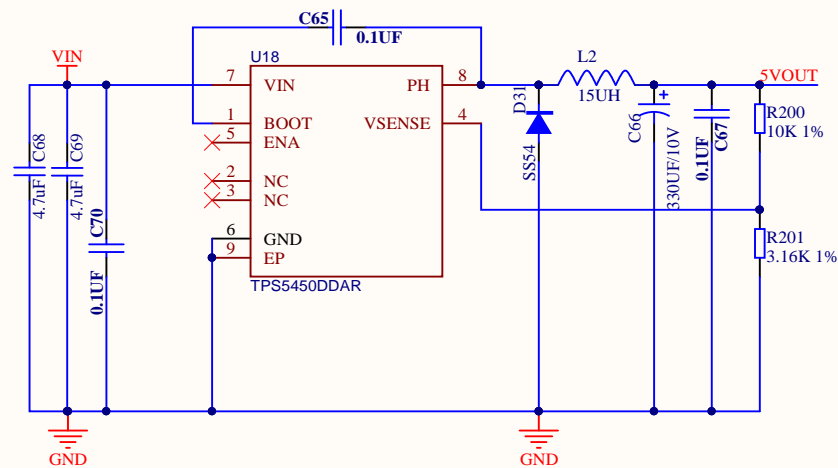 C65
0.1UF
VIN
U18
7 VIN
PH 8
1 BOOT
VSENSE 4
5 ENA
2 NC
3 NC
6 GND
9 EP
TPS5450DDAR
C68
4.7uF
C69
4.7uF
C70
0.1UF
L2
15UH
D31
SS54
C66
330UF/10V
C67
0.1UF
5VOUT
R200
10K 1%
R201
3.16K 1%
GND
GND